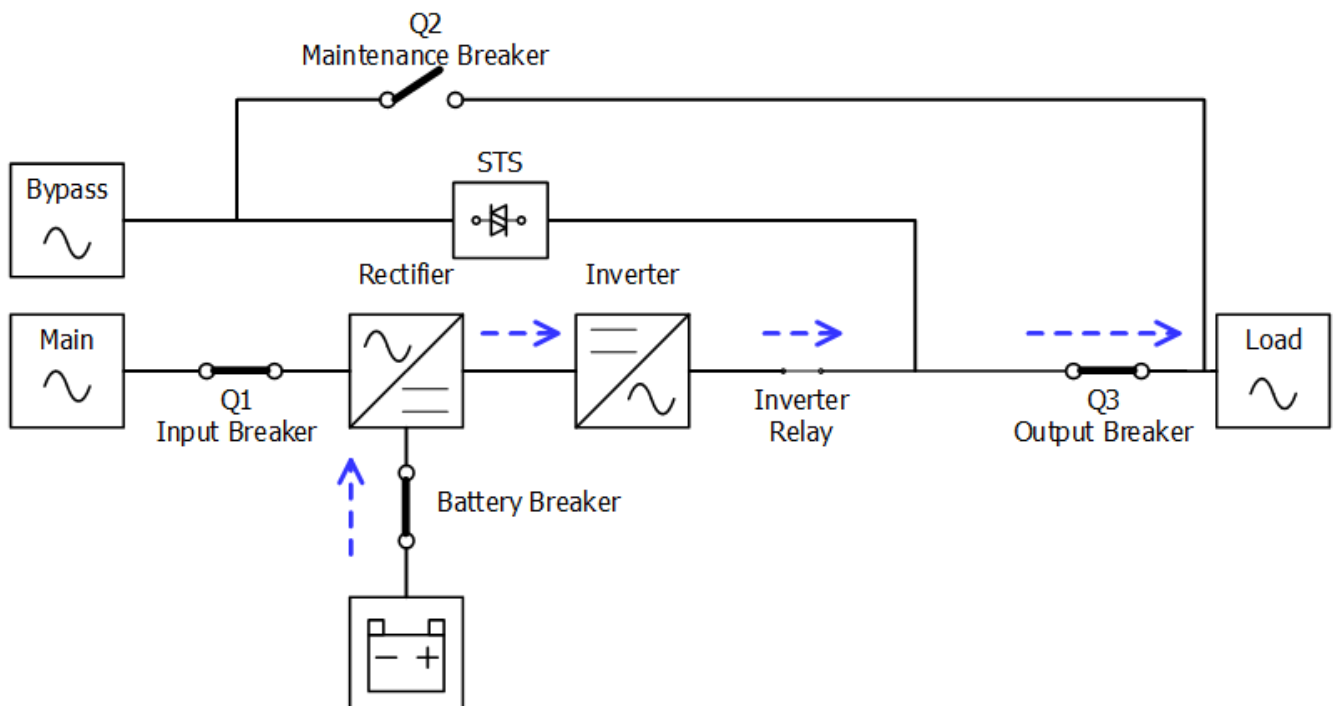 Q2
Maintenance Breaker
STS
Bypass
Rectifier
Inverter
Main
Load
Q1
Input Breaker
Inverter
Relay
Q3
Output Breaker
Battery Breaker